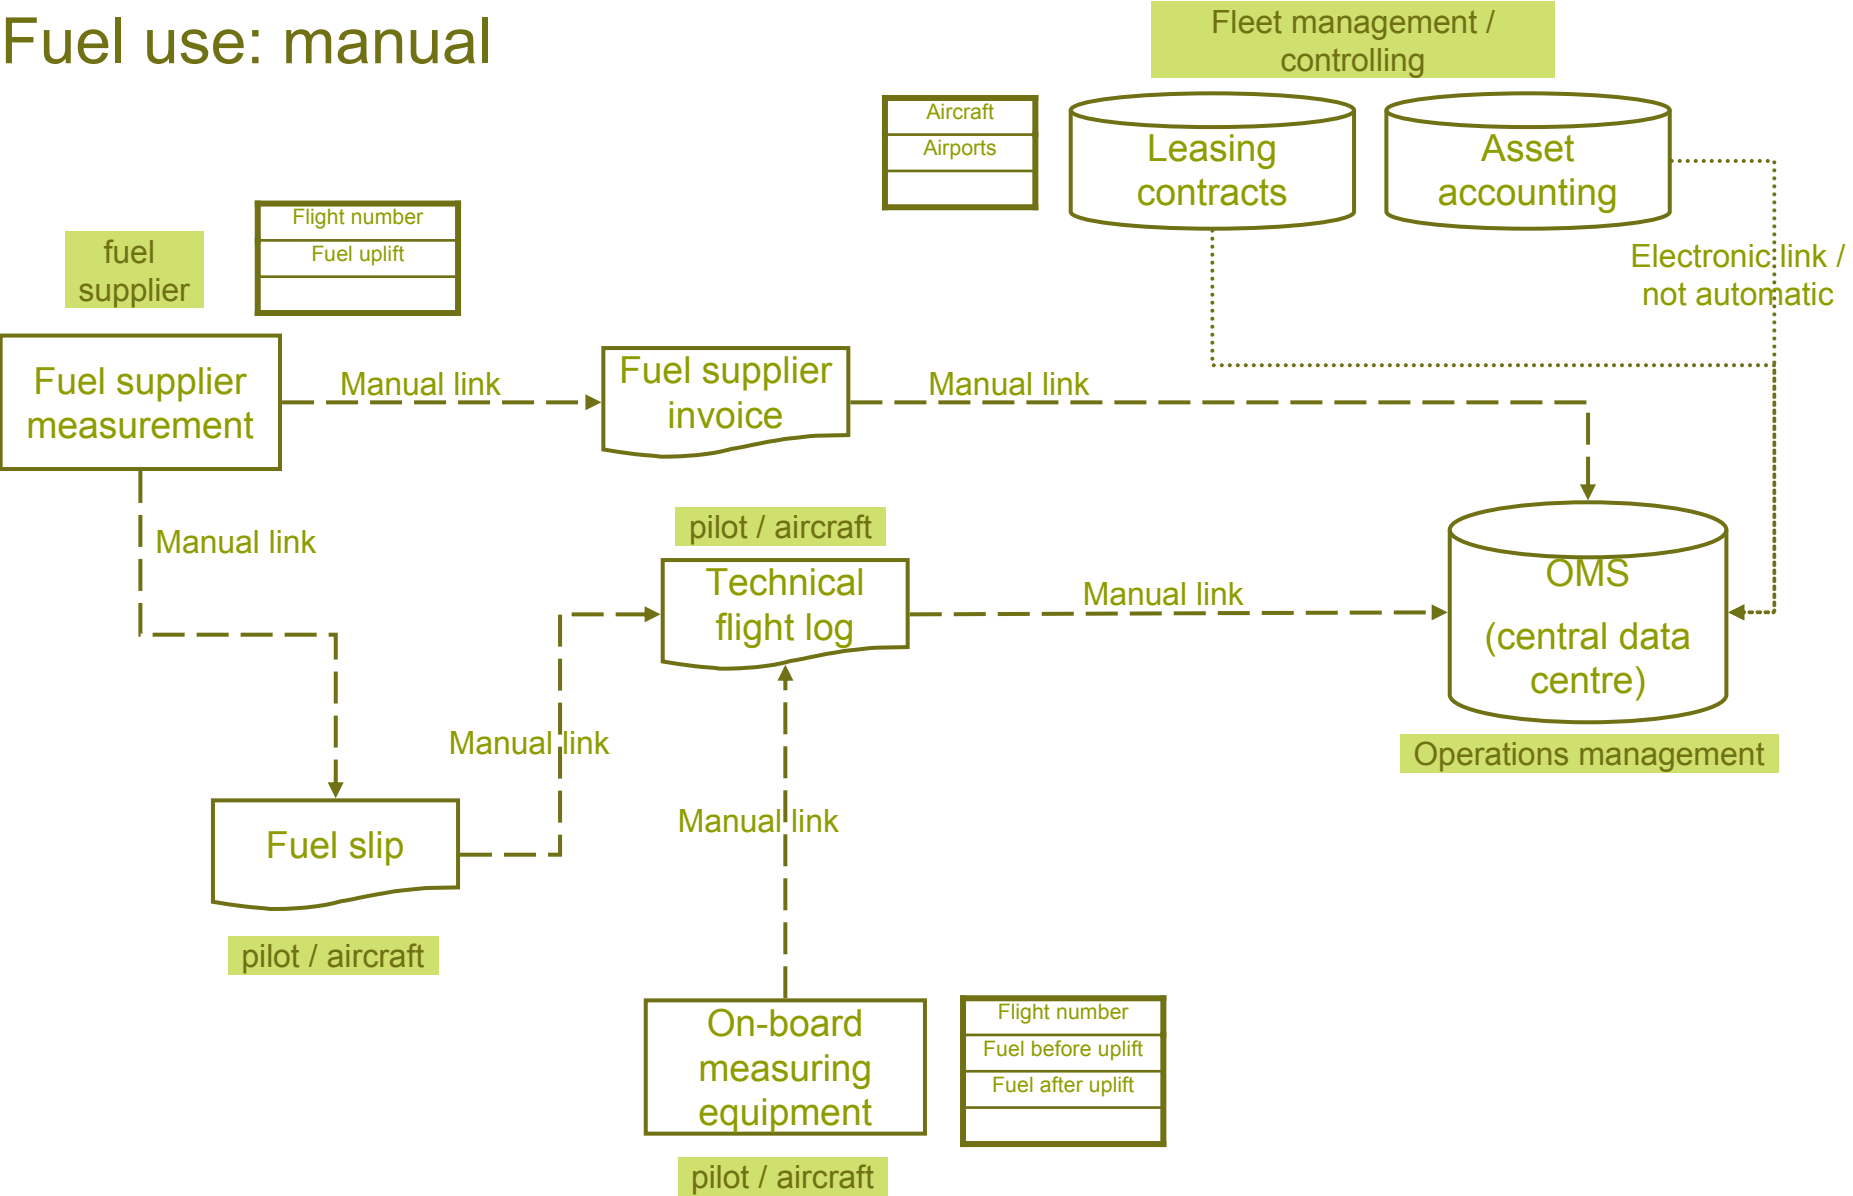 Fuel use: manual
Fleet management /
controlling
Aircraft
Airports
Leasing
contracts
Asset
accounting
Flight number
Fuel uplift
fuel
supplier
Electronic link /
not automatic
Fuel supplier
measurement
Manual link
Fuel supplier
invoice
Manual link
Manual link
pilot / aircraft
Technical
flight log
Manual link
OMS
(central data
centre)
Operations management
Manual link
Manual link
Fuel slip
pilot / aircraft
On-board
measuring
equipment
Flight number
Fuel before uplift
Fuel after uplift
pilot / aircraft